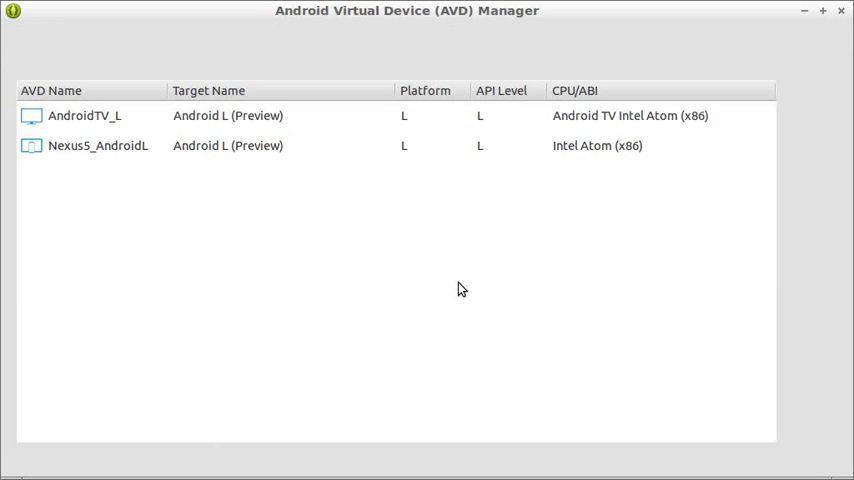 Android Virtual Device (AVD) Manager
AVD Name Target Name Platform API Level CPU/ABI
AndroidTV_L Android L (Preview) L L Android TV Intel Atom (x86)
Nexus5_AndroidL Android L (Preview) L L Intel Atom (x86)